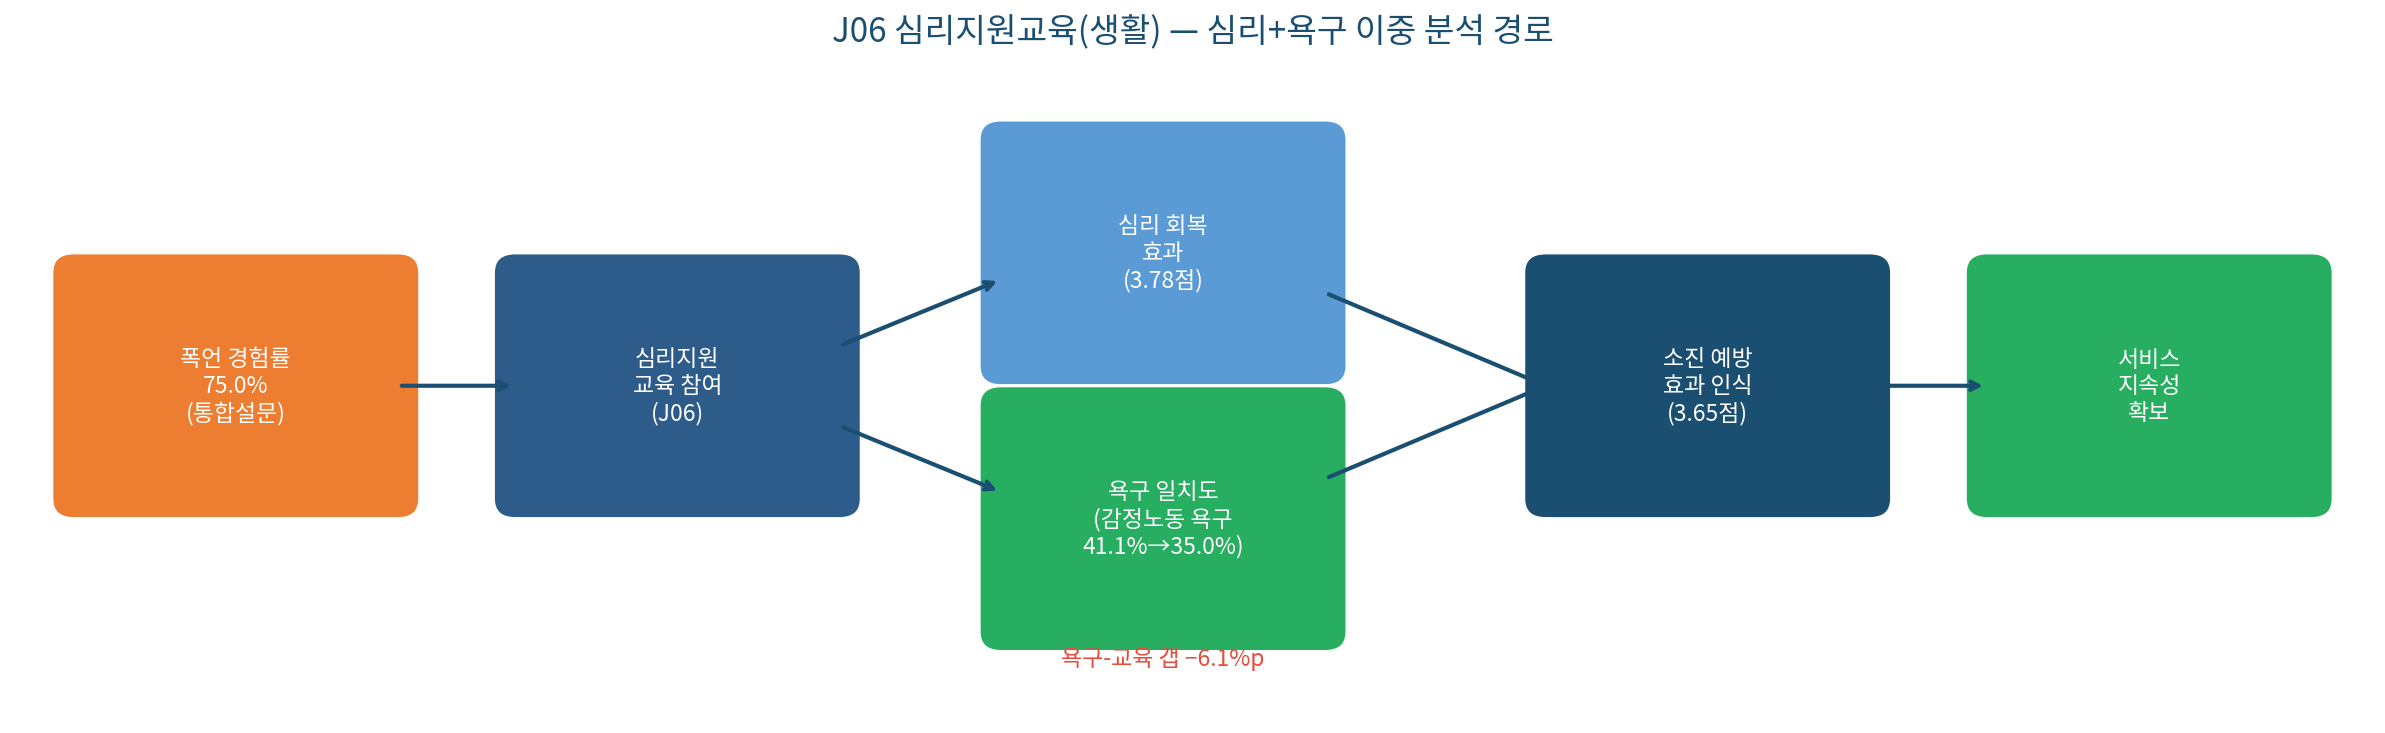 J06 심리지원교육(생활) — 심리+욕구 이중 분석 경로
폭언 경험률
75.0%
(통합설문)
심리지원
교육 참여
(J06)
심리 회복
효과
(3.78점)
욕구 일치도
(감정노동 욕구
41.1%→35.0%)
욕구-교육 갭 −6.1%p
소진 예방
효과 인식
(3.65점)
서비스
지속성
확보